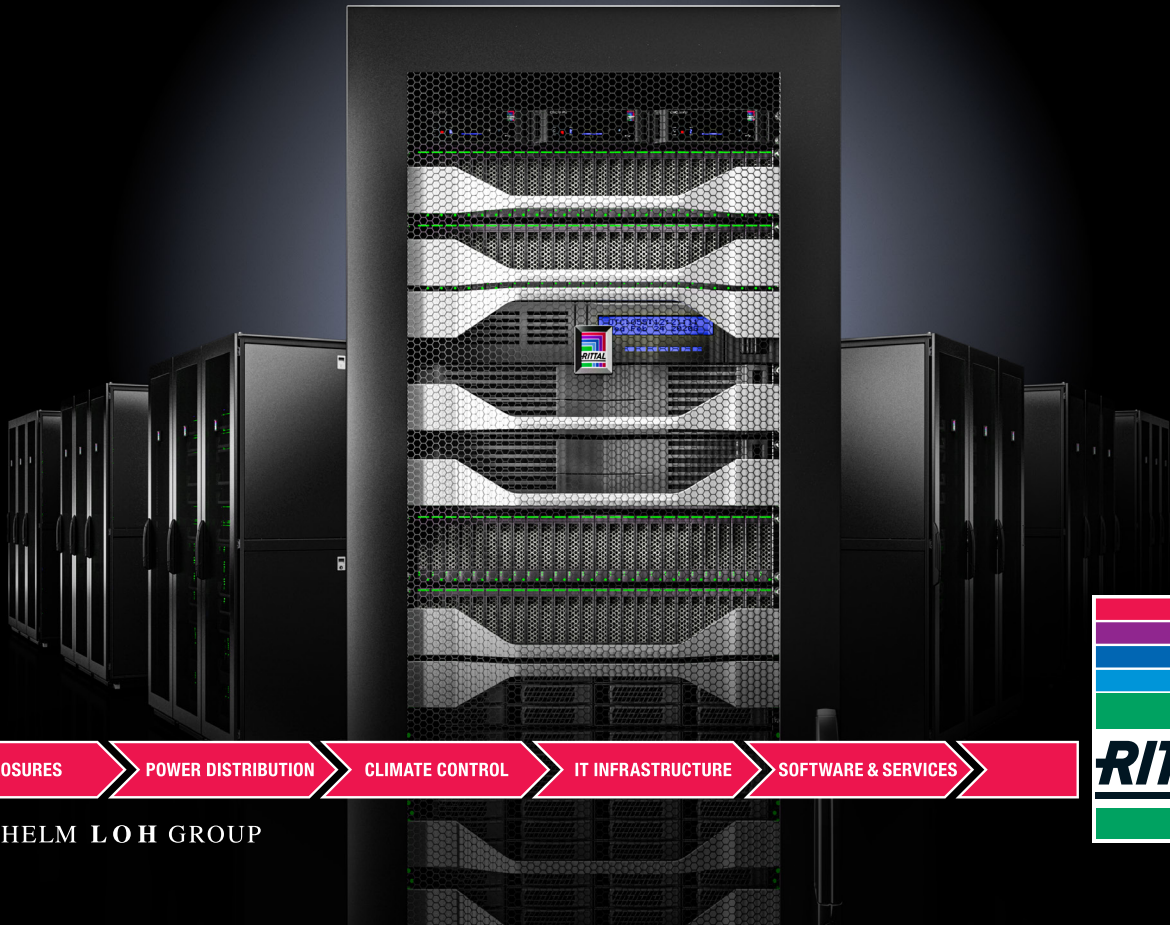 RITTAL
OSURES
POWER DISTRIBUTION
CLIMATE CONTROL
IT INFRASTRUCTURE
SOFTWARE & SERVICES
RIT
HELM LOH GROUP